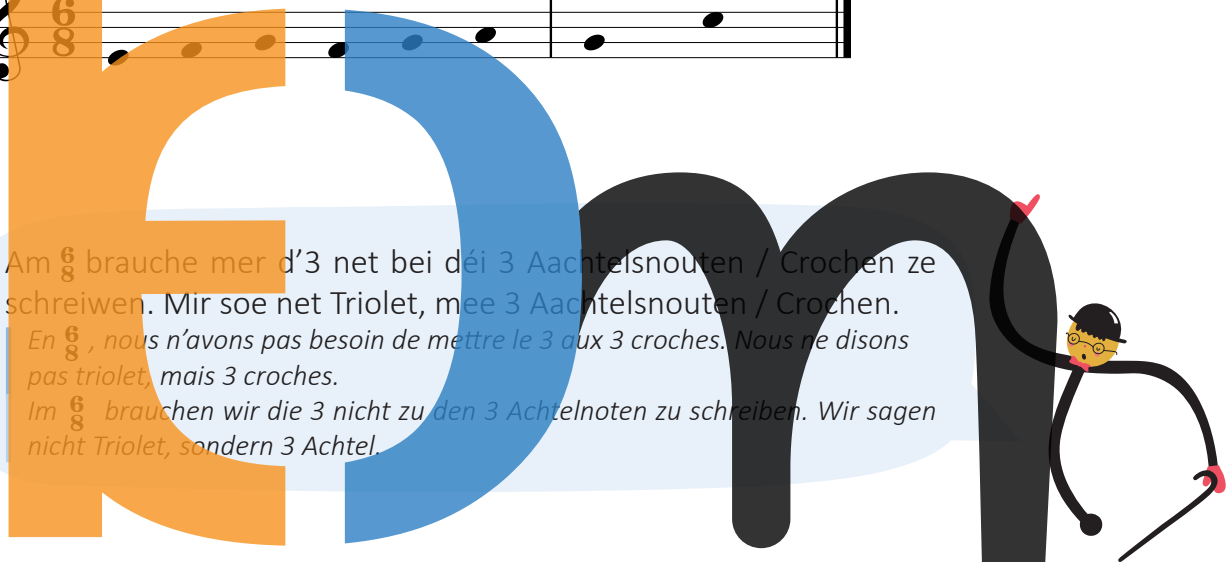 6
8
Am 6/8 brauche mer d’3 net bei déi 3 Aachtelsnouten / Crochen ze
schreiwen. Mir soe net Triolet, mee 3 Aachtelsnouten / Crochen.
En 6/8 , nous n’avons pas besoin de mettre le 3 aux 3 croches. Nous ne disons
pas triolet, mais 3 croches.
Im 6/8 brauchen wir die 3 nicht zu den 3 Achtelnoten zu schreiben. Wir sagen
nicht Triolet, sondern 3 Achtel.